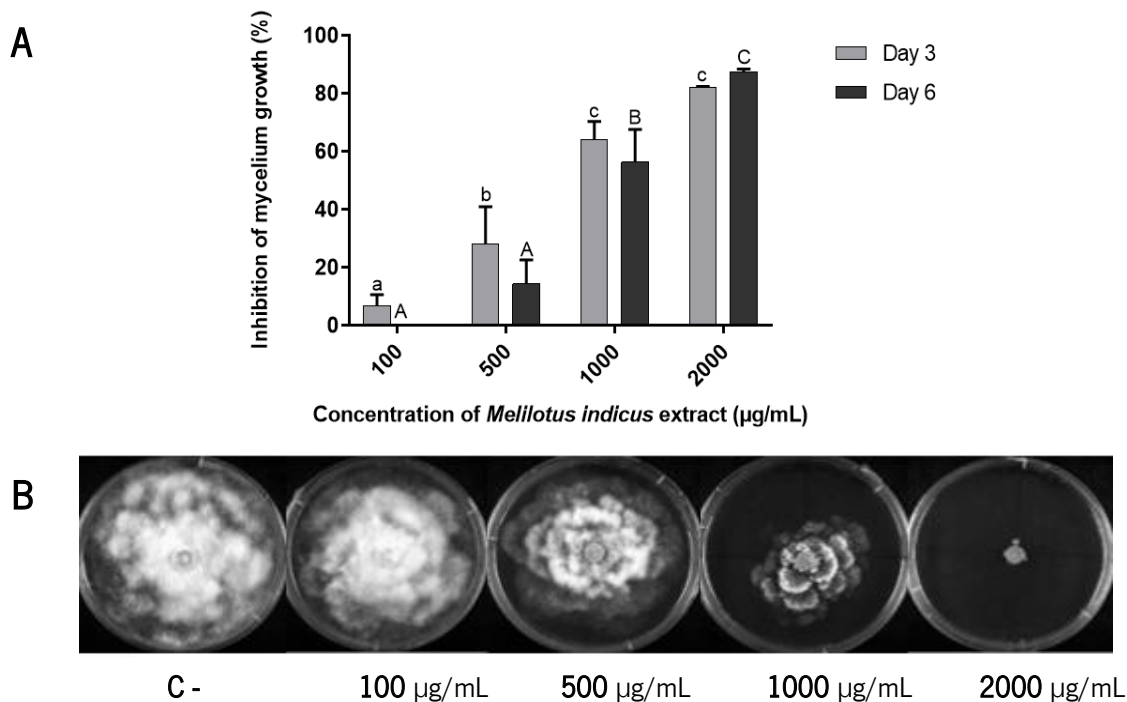 A
Inhibition of mycelium growth (%)
100
80
60
40
20
0
a
A
b
A
c
B
c
C
Day 3
Day 6
100
500
1000
2000
Concentration of Melilotus indicus extract (µg/mL)
B
C -
100 µg/mL
500 µg/mL
1000 µg/mL
2000 µg/mL